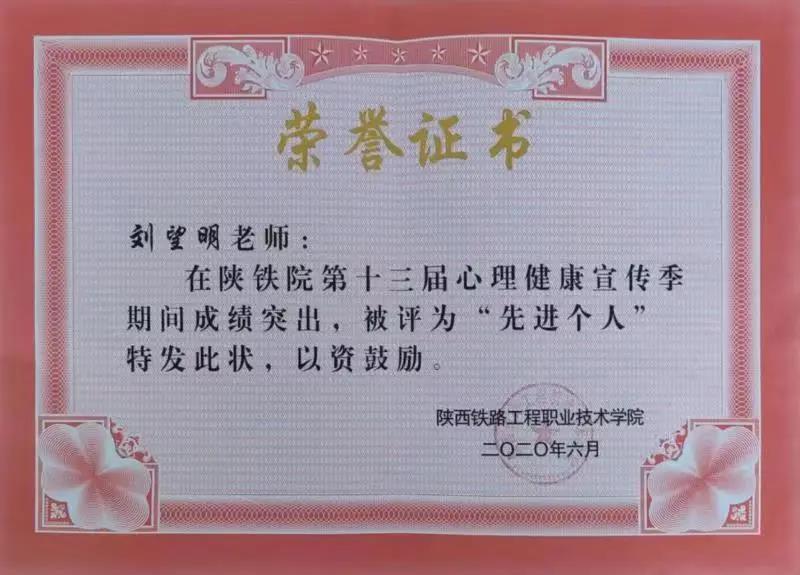 荣誉证书
刘望明老师：
在陕铁院第十三届心理健康宣传季
期间成绩突出，被评为“先进个人”
特发此状，以资鼓励。
陕西铁路工程职业技术学院
二〇二〇年六月